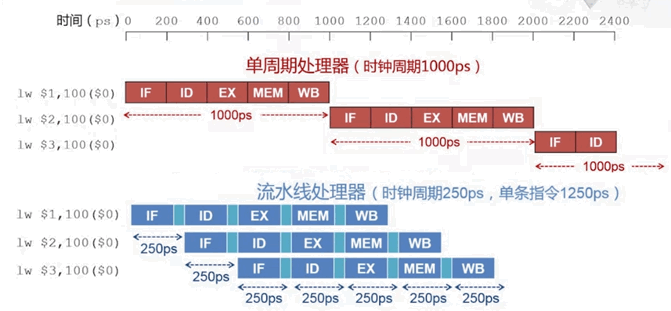 时间（ps） 0 200 400 600 800 1000 1200 1400 1600 1800 2000 2200 2400
单周期处理器（时钟周期1000ps）
lw $1,100($0) IF ID EX MEM WB
lw $2,100($0) 1000ps IF ID EX MEM WB
lw $3,100($0) 1000ps IF ID
1000ps
流水线处理器（时钟周期250ps，单条指令1250ps）
lw $1,100($0) IF ID EX MEM WB
lw $2,100($0) 250ps IF ID EX MEM WB
lw $3,100($0) 250ps IF ID EX MEM WB
250ps 250ps 250ps 250ps 250ps